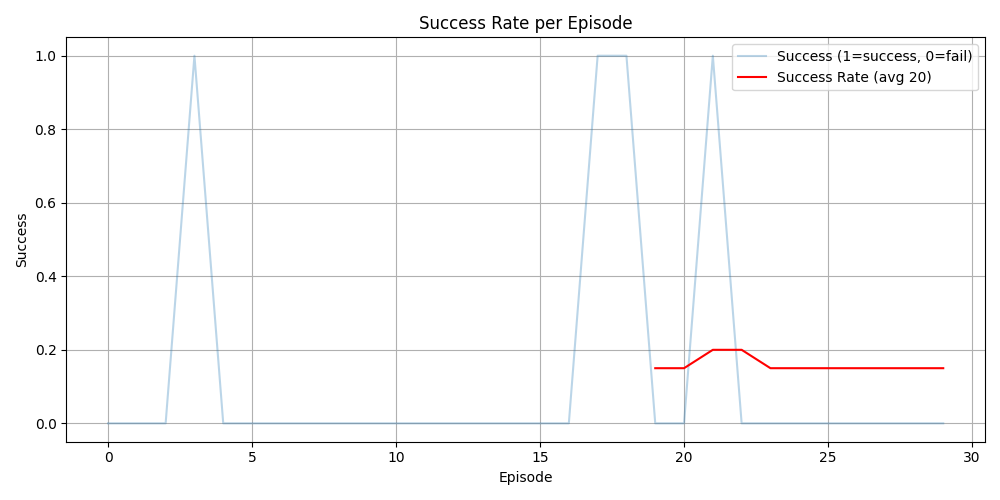 Success Rate per Episode
Success (1=success, 0=fail)
Success Rate (avg 20)
1.0
0.8
0.6
0.4
0.2
0.0
Success
0 5 10 15 20 25 30
Episode